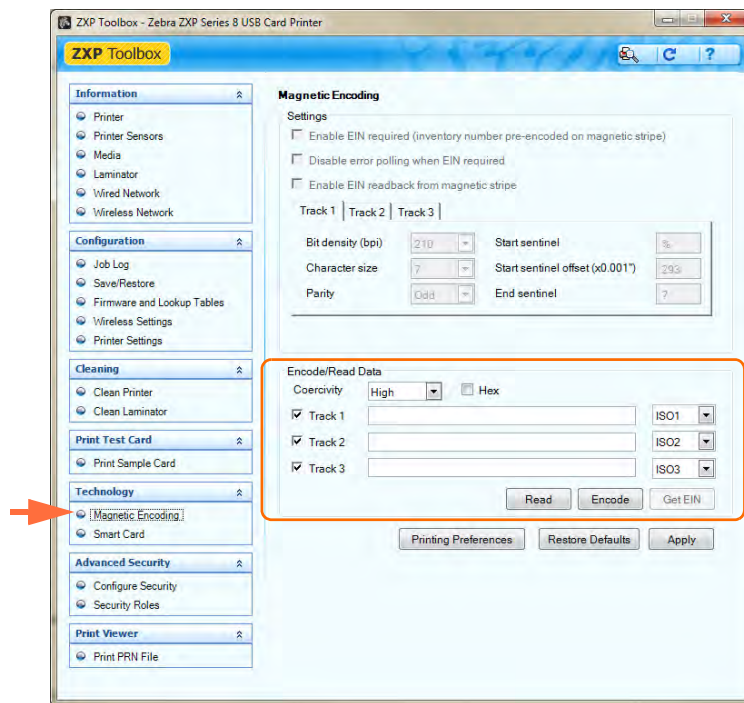 ZXP Toolbox - Zebra ZXP Series 8 USB Card Printer
ZXP Toolbox
?
Information
Printer
Printer Sensors
Media
Laminator
Wired Network
Wireless Network
Configuration
Job Log
Save/Restore
Firmware and Lookup Tables
Wireless Settings
Printer Settings
Cleaning
Clean Printer
Clean Laminator
Print Test Card
Print Sample Card
Technology
Magnetic Encoding
Smart Card
Advanced Security
Configure Security
Security Roles
Print Viewer
Print PRN File
Magnetic Encoding
Settings
Enable EIN required (inventory number pre-encoded on magnetic stripe)
Disable error polling when EIN required
Enable EIN readback from magnetic stripe
Track 1 Track 2 Track 3
Bit density (bpi) 210 Start sentinel %
Character size 7 Start sentinel offset (x0.001") 293
Parity Odd End sentinel ?
Encode/Read Data
Coercivity High Hex
Track 1 ISO1
Track 2 ISO2
Track 3 ISO3
Read Encode Get EIN
Printing Preferences Restore Defaults Apply